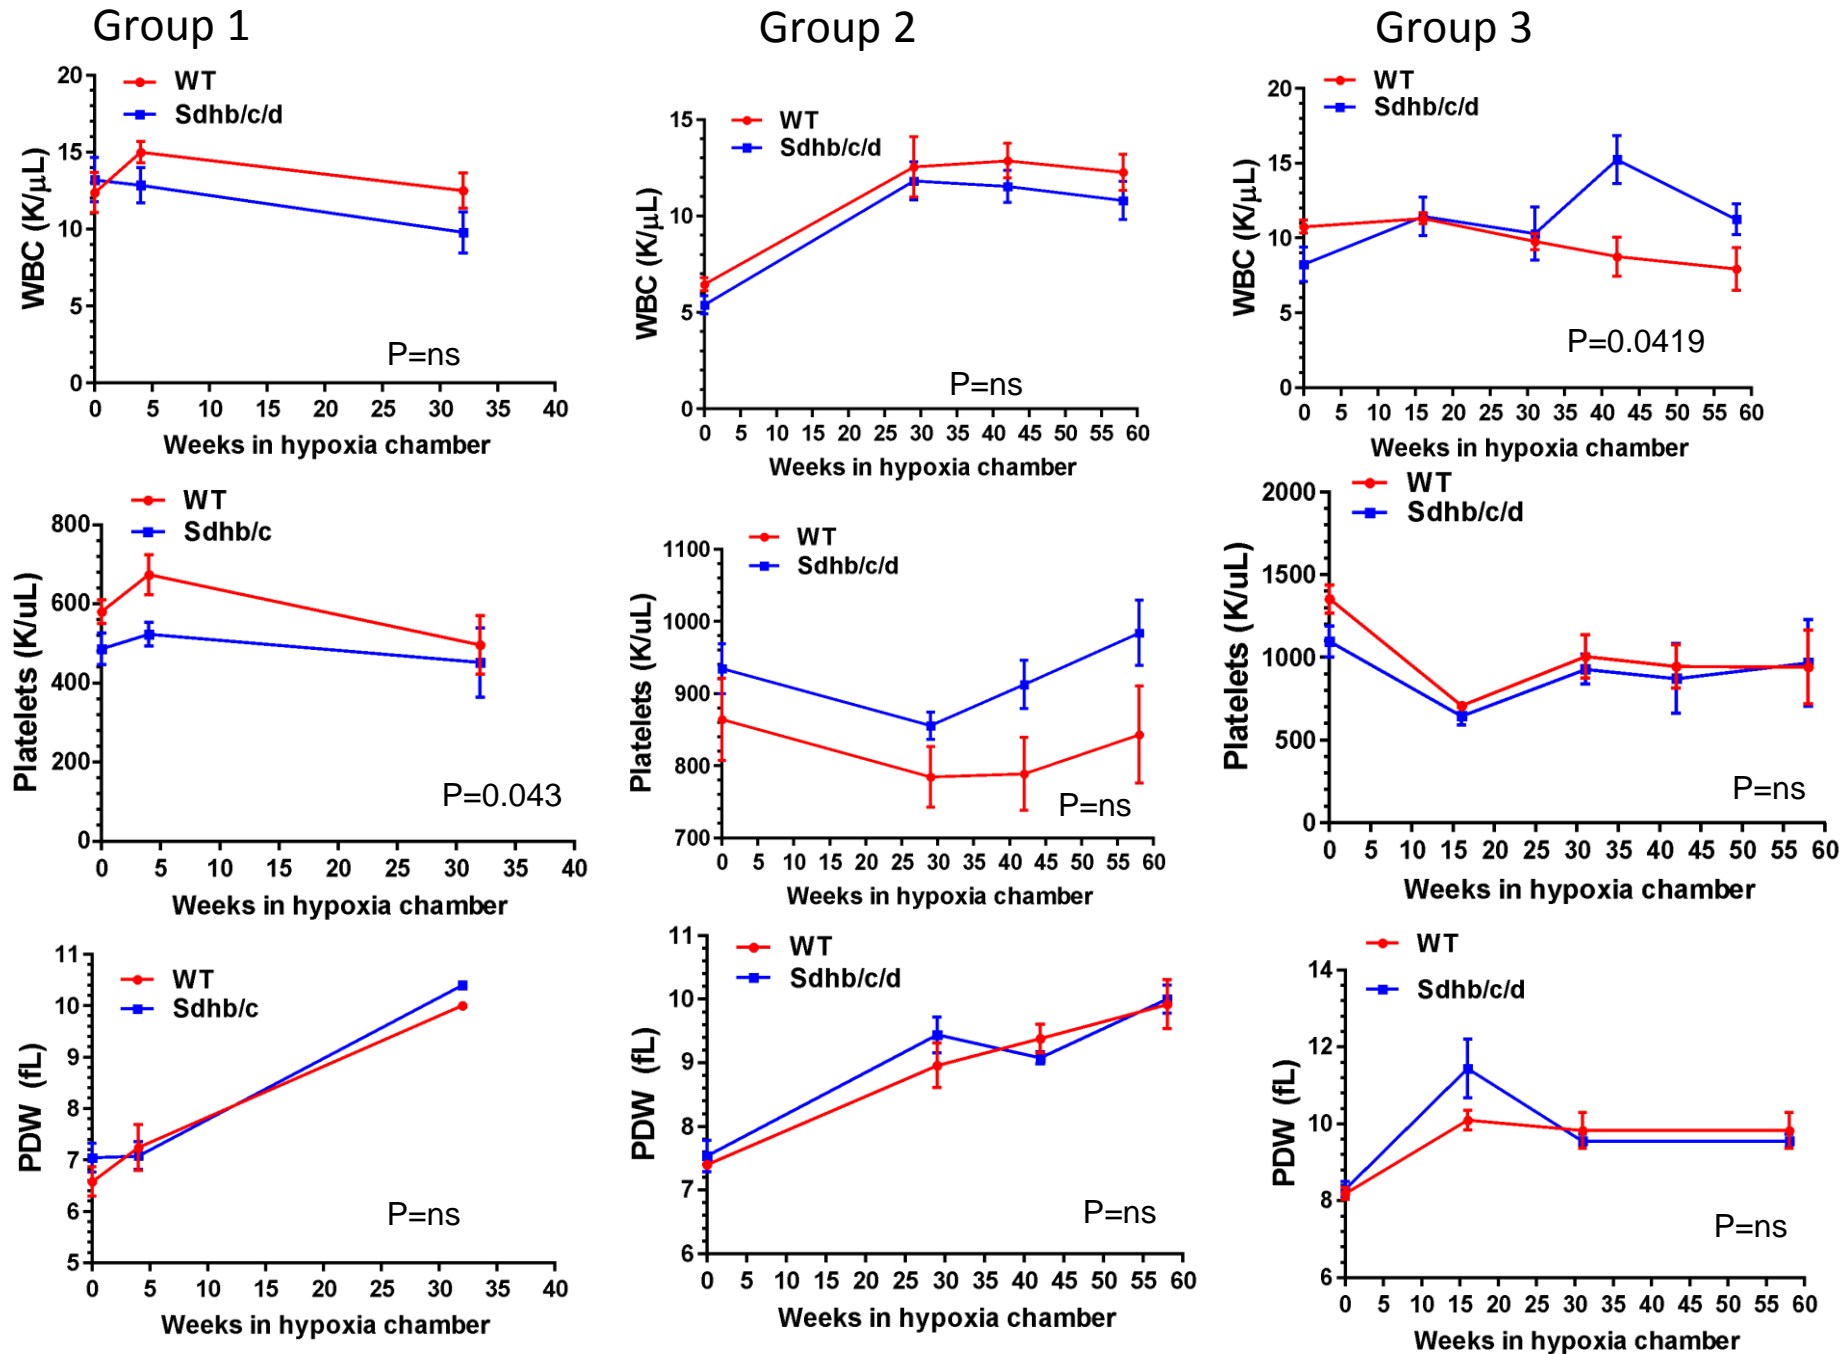 Group 1
Group 2
Group 3
WT
Sdhb/c/d
WBC (K/μL)
20
15
10
5
0
P=ns
0 5 10 15 20 25 30 35 40
Weeks in hypoxia chamber
WT
Sdhb/c/d
WBC (K/μL)
15
10
5
0
P=ns
0 5 10 15 20 25 30 35 40 45 50 55 60
Weeks in hypoxia chamber
WT
Sdhb/c/d
WBC (K/μL)
20
15
10
5
0
P=0.0419
0 5 10 15 20 25 30 35 40 45 50 55 60
Weeks in hypoxia chamber
WT
Sdhb/c
Platelets (K/uL)
800
600
400
200
0
P=0.043
0 5 10 15 20 25 30 35 40
Weeks in hypoxia chamber
WT
Sdhb/c/d
Platelets (K/uL)
1100
1000
900
800
700
P=ns
0 5 10 15 20 25 30 35 40 45 50 55 60
Weeks in hypoxia chamber
WT
Sdhb/c/d
Platelets (K/uL)
2000
1500
1000
500
0
P=ns
0 5 10 15 20 25 30 35 40 45 50 55 60
Weeks in hypoxia chamber
WT
Sdhb/c
PDW (fL)
11
10
9
8
7
6
5
P=ns
0 5 10 15 20 25 30 35 40
Weeks in hypoxia chamber
WT
Sdhb/c/d
PDW (fL)
11
10
9
8
7
6
P=ns
0 5 10 15 20 25 30 35 40 45 50 55 60
Weeks in hypoxia chamber
WT
Sdhb/c/d
PDW (fL)
14
12
10
8
6
P=ns
0 5 10 15 20 25 30 35 40 45 50 55 60
Weeks in hypoxia chamber